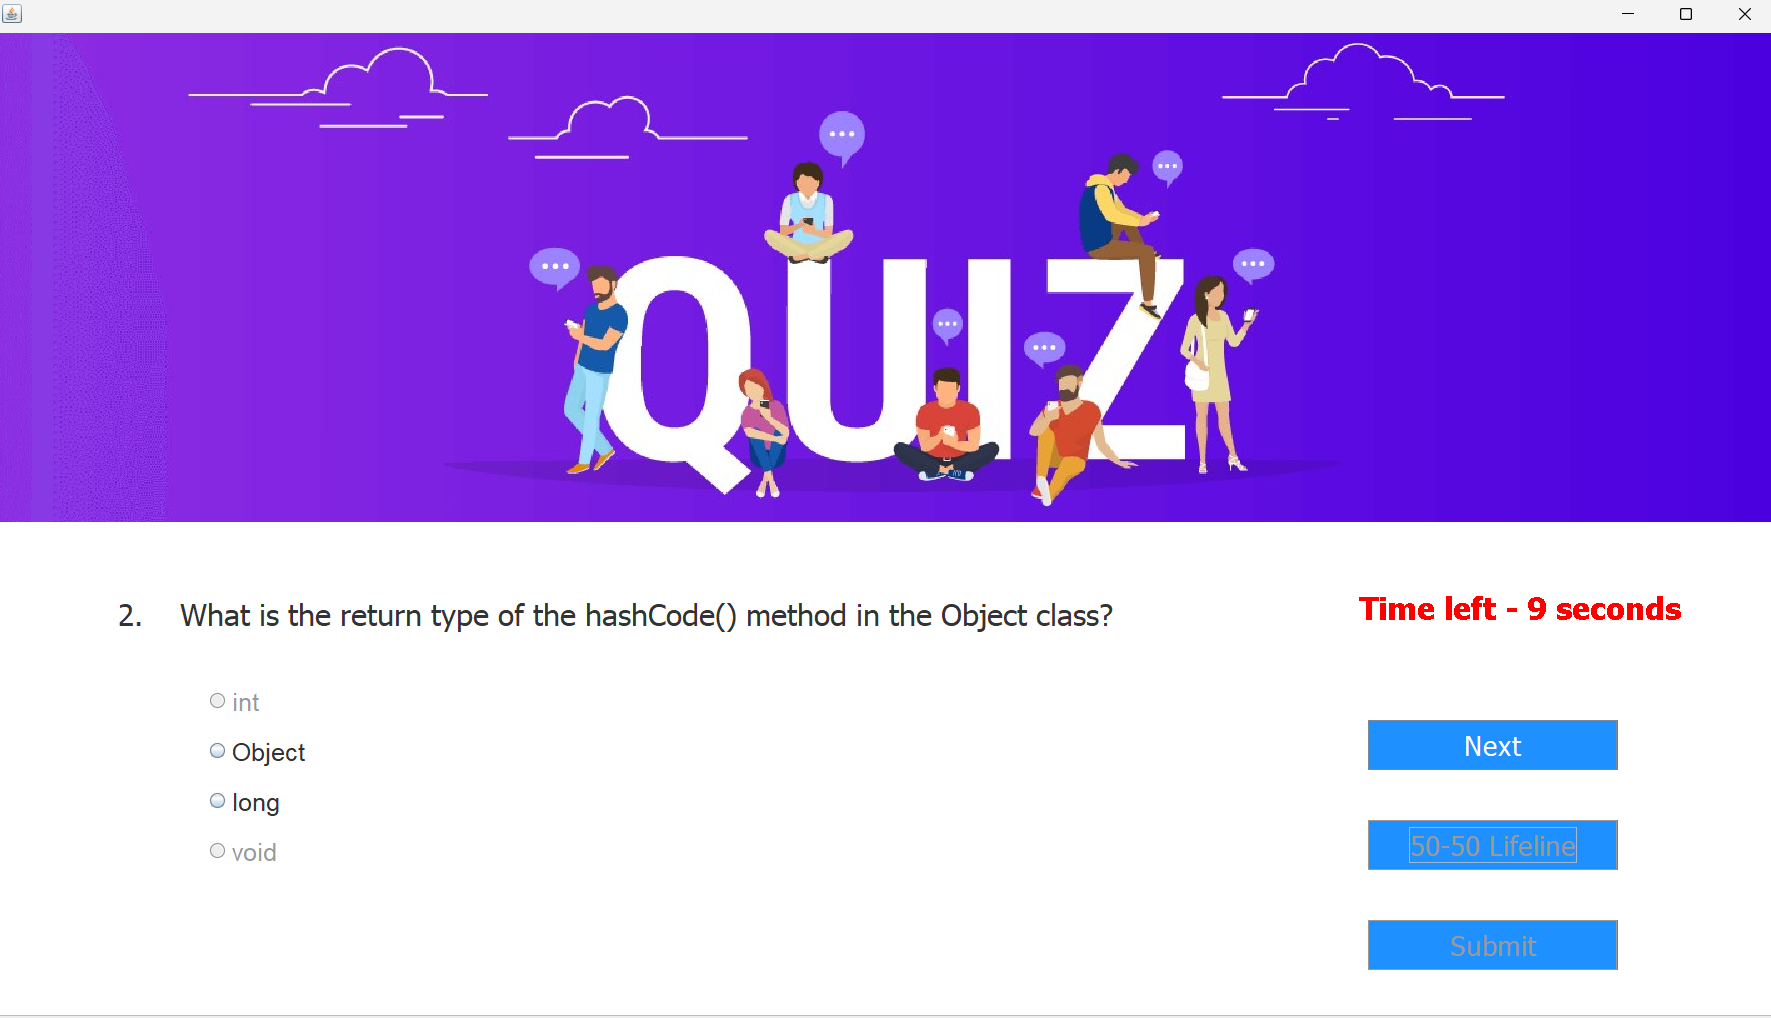 QUIZ
2. What is the return type of the hashCode() method in the Object class?
Time left - 9 seconds
int
Object
long
void
Next
50-50 Lifeline
Submit